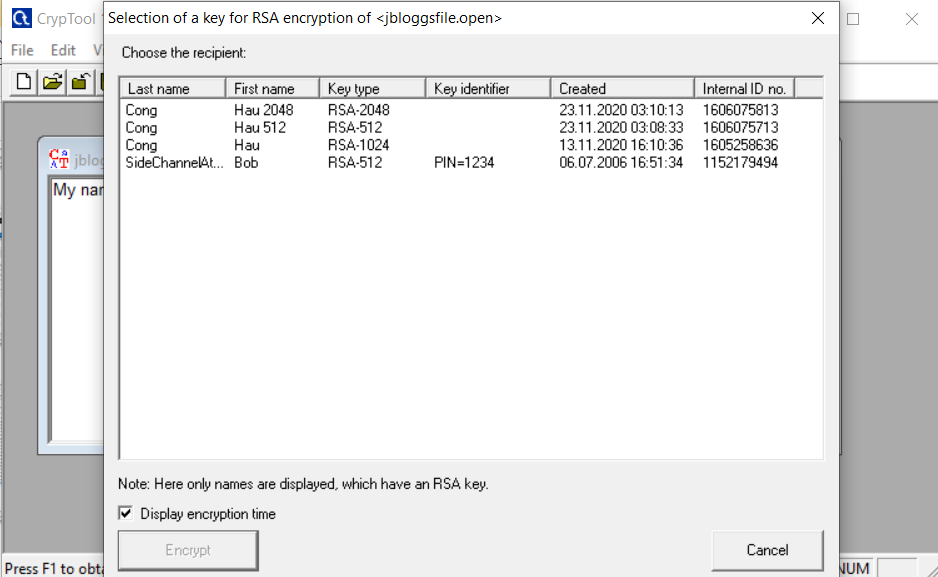 CrypTool
Selection of a key for RSA encryption of <jbloggsfile.open>
File Edit
Choose the recipient:
Last name First name Key type Key identifier Created Internal ID no.
Cong Hau 2048 RSA-2048 23.11.2020 03:10:13 1606075813
Cong Hau 512 RSA-512 23.11.2020 03:08:33 1606075713
Cong Hau RSA-1024 13.11.2020 16:10:36 1605258636
SideChannelAt... Bob RSA-512 PIN=1234 06.07.2006 16:51:34 1152179494
jblog
My nar
Note: Here only names are displayed, which have an RSA key.
Display encryption time
Encrypt Cancel
Press F1 to obta NUM